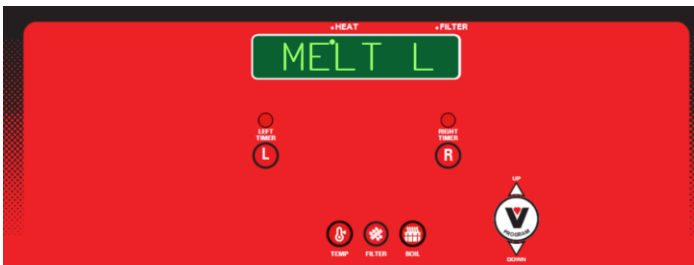 •HEAT •FILTER
MELT L
LEFT TIMER
L
RIGHT TIMER
R
UP
V
PROGRAM
DOWN
TEMP FILTER BOIL